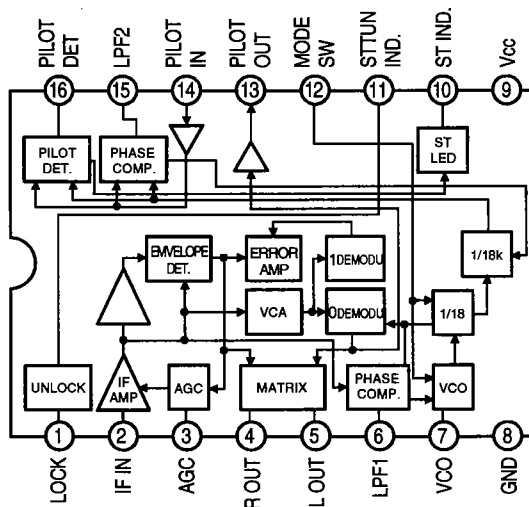 PILOT DET
LPF2
PILOT IN
PILOT OUT
MODE SW
STTUN IND.
ST IND.
Vcc
16
15
14
13
12
11
10
9
PILOT DET.
PHASE COMP.
ST LED
EMVELOPE DET.
ERROR AMP
1DEMODU
1/18k
VCA
0DEMODU
1/18
UNLOCK
IF AMP
AGC
MATRIX
PHASE COMP.
VCO
1
2
3
4
5
6
7
8
LOCK
IF IN
AGC
R OUT
L OUT
LPF1
VCO
GND